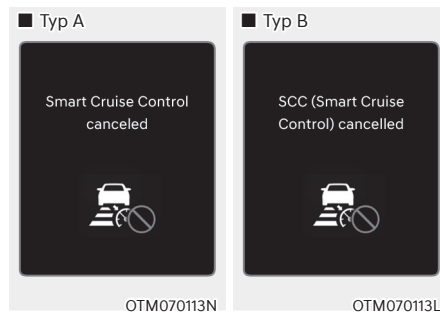 ■ Typ A
Smart Cruise Control
canceled
OTM070113N
■ Typ B
SCC (Smart Cruise
Control) cancelled
OTM070113L